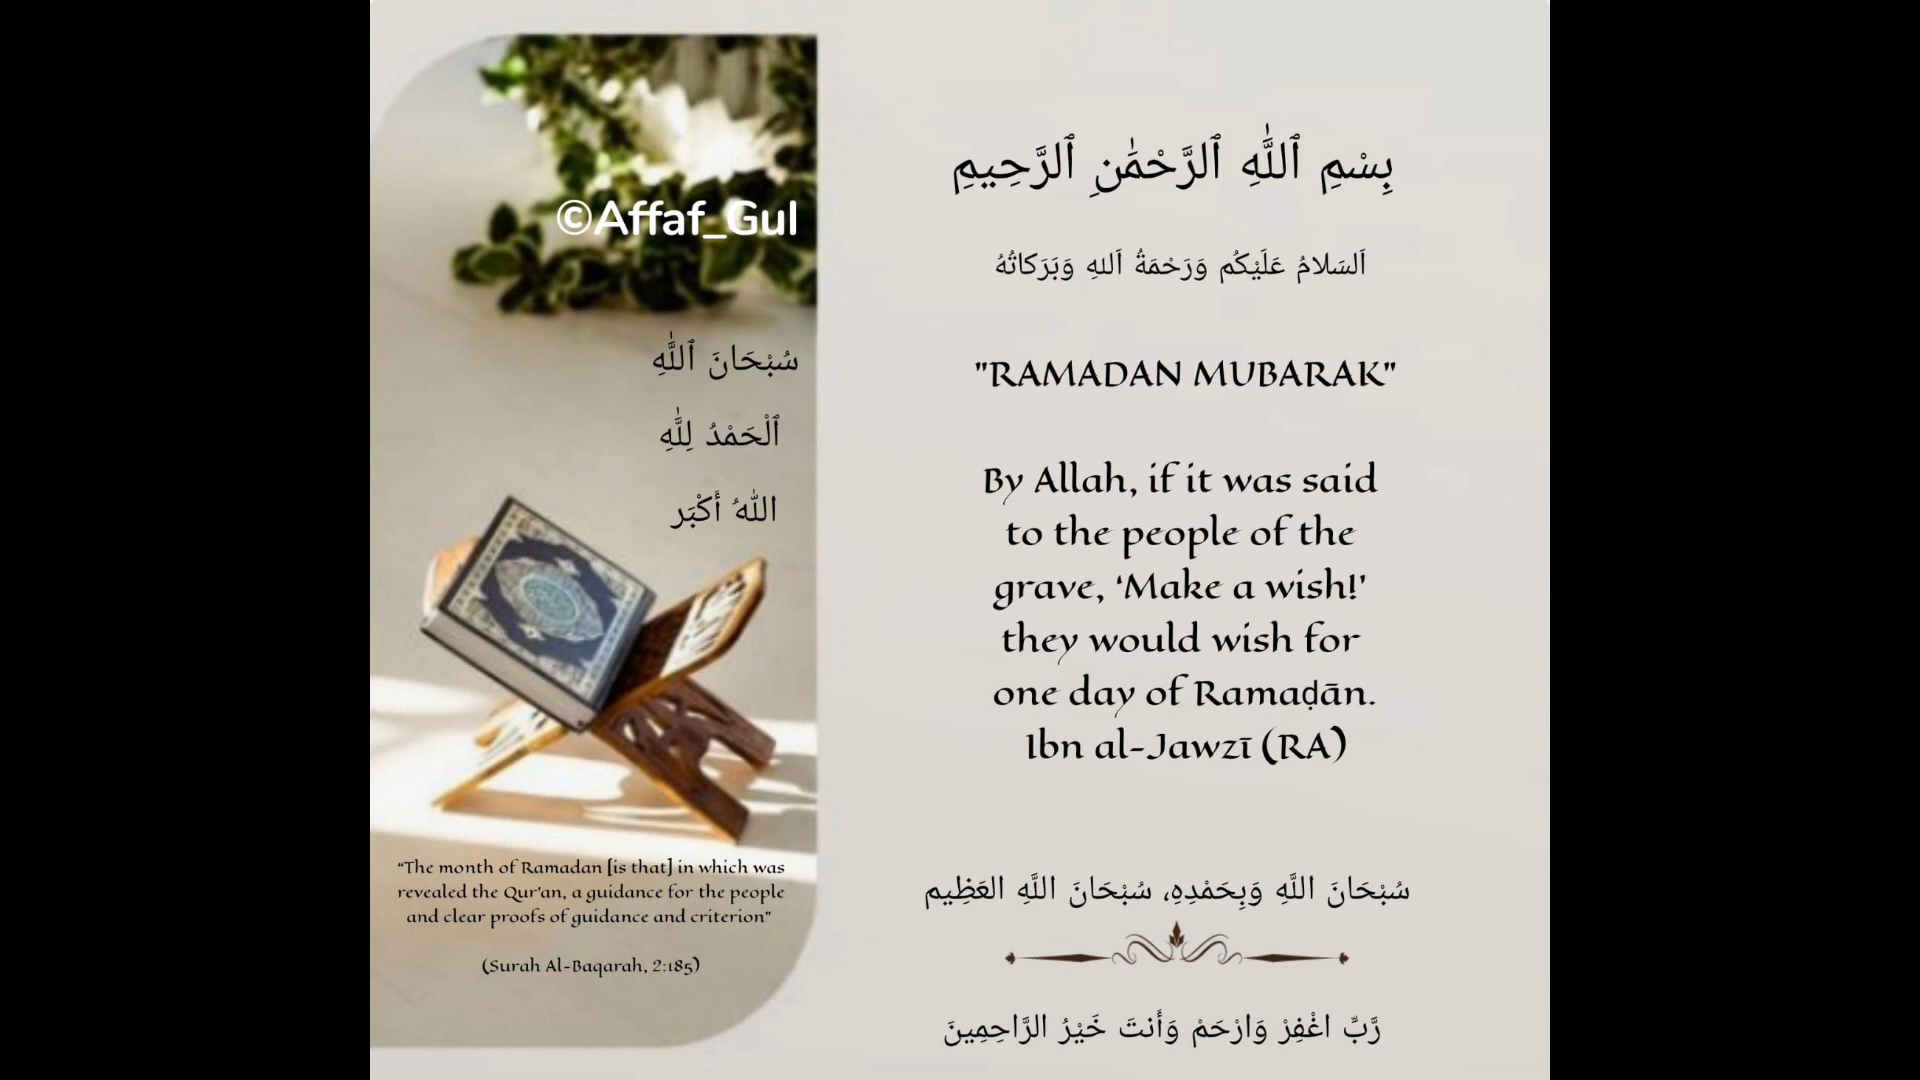 ©Affaf_Gul
سُبْحَانَ ٱللَّٰهِ
ٱلْحَمْدُ لِلَّٰهِ
اللّٰهُ أَكْبَر
“The month of Ramadan [is that] in which was
revealed the Qur’an, a guidance for the people
and clear proofs of guidance and criterion”
(Surah Al-Baqarah, 2:185)
بِسْمِ ٱللَّٰهِ ٱلرَّحْمَٰنِ ٱلرَّحِيمِ
اَلسَلامُ عَلَيْكُم وَرَحْمَةُ اَللهِ وَبَرَكاتُهُ
"RAMADAN MUBARAK"
By Allah, if it was said
to the people of the
grave, ‘Make a wish!’
they would wish for
one day of Ramaḍān.
Ibn al-Jawzī (RA)
سُبْحَانَ اللَّهِ وَبِحَمْدِهِ، سُبْحَانَ اللَّهِ العَظِيم
رَّبِّ اغْفِرْ وَارْحَمْ وَأَنتَ خَيْرُ الرَّاحِمِينَ